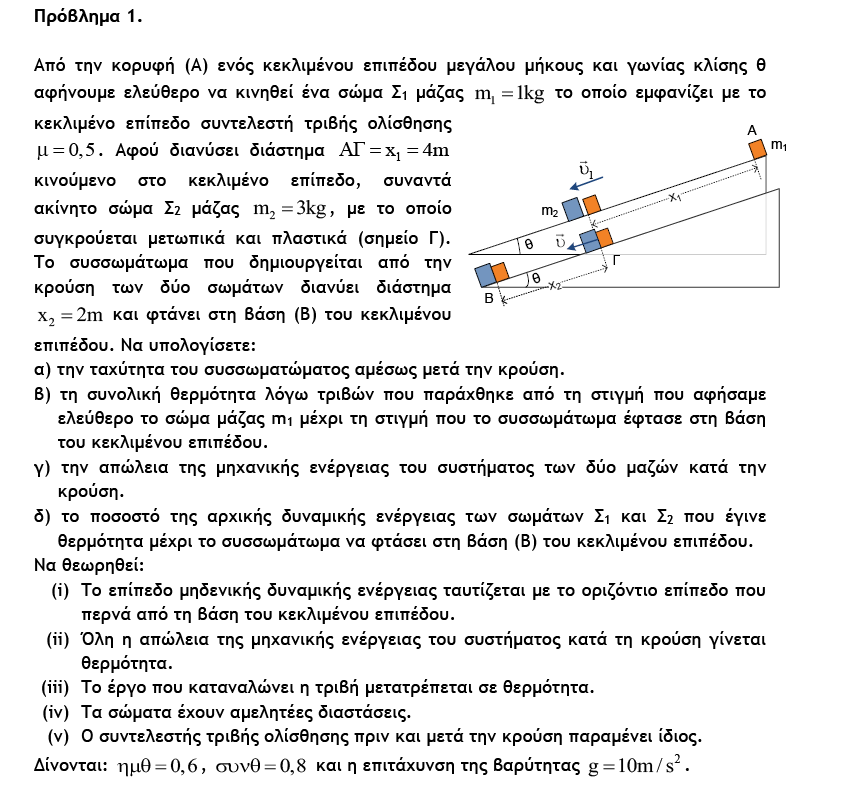 Πρόβλημα 1.
Από την κορυφή (Α) ενός κεκλιμένου επιπέδου μεγάλου μήκους και γωνίας κλίσης θ
αφήνουμε ελεύθερο να κινηθεί ένα σώμα Σ₁ μάζας m₁ = 1kg το οποίο εμφανίζει με το
κεκλιμένο επίπεδο συντελεστή τριβής ολίσθησης
μ = 0,5. Αφού διανύσει διάστημα ΑΓ = x₁ = 4m
κινούμενο στο κεκλιμένο επίπεδο, συναντά
ακίνητο σώμα Σ₂ μάζας m₂ = 3kg, με το οποίο
συγκρούεται μετωπικά και πλαστικά (σημείο Γ).
Το συσσωμάτωμα που δημιουργείται από την
κρούση των δύο σωμάτων διανύει διάστημα
x₂ = 2m και φτάνει στη βάση (Β) του κεκλιμένου
επιπέδου. Να υπολογίσετε:
A
m₁
υ⃗₁
m₂
x₁
θ
υ⃗
Γ
θ
x₂
B
α) την ταχύτητα του συσσωματώματος αμέσως μετά την κρούση.
β) τη συνολική θερμότητα λόγω τριβών που παράχθηκε από τη στιγμή που αφήσαμε
ελεύθερο το σώμα μάζας m₁ μέχρι τη στιγμή που το συσσωμάτωμα έφτασε στη βάση
του κεκλιμένου επιπέδου.
γ) την απώλεια της μηχανικής ενέργειας του συστήματος των δύο μαζών κατά την
κρούση.
δ) το ποσοστό της αρχικής δυναμικής ενέργειας των σωμάτων Σ₁ και Σ₂ που έγινε
θερμότητα μέχρι το συσσωμάτωμα να φτάσει στη βάση (Β) του κεκλιμένου επιπέδου.
Να θεωρηθεί:
(i) Το επίπεδο μηδενικής δυναμικής ενέργειας ταυτίζεται με το οριζόντιο επίπεδο που
περνά από τη βάση του κεκλιμένου επιπέδου.
(ii) Όλη η απώλεια της μηχανικής ενέργειας του συστήματος κατά τη κρούση γίνεται
θερμότητα.
(iii) Το έργο που καταναλώνει η τριβή μετατρέπεται σε θερμότητα.
(iv) Τα σώματα έχουν αμελητέες διαστάσεις.
(v) Ο συντελεστής τριβής ολίσθησης πριν και μετά την κρούση παραμένει ίδιος.
Δίνονται: ημθ = 0,6, συνθ = 0,8 και η επιτάχυνση της βαρύτητας g = 10m/s².